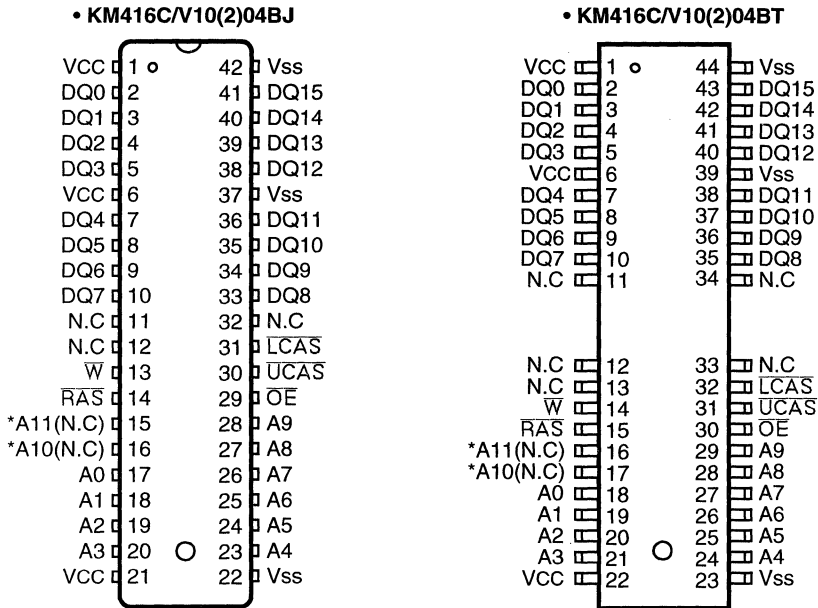 • KM416C/V10(2)04BJ
VCC 1 42 Vss
DQ0 2 41 DQ15
DQ1 3 40 DQ14
DQ2 4 39 DQ13
DQ3 5 38 DQ12
VCC 6 37 Vss
DQ4 7 36 DQ11
DQ5 8 35 DQ10
DQ6 9 34 DQ9
DQ7 10 33 DQ8
N.C 11 32 N.C
N.C 12 31 L̅C̅A̅S̅
W̅ 13 30 U̅C̅A̅S̅
R̅A̅S̅ 14 29 O̅E̅
*A11(N.C) 15 28 A9
*A10(N.C) 16 27 A8
A0 17 26 A7
A1 18 25 A6
A2 19 24 A5
A3 20 23 A4
VCC 21 22 Vss
• KM416C/V10(2)04BT
VCC 1 44 Vss
DQ0 2 43 DQ15
DQ1 3 42 DQ14
DQ2 4 41 DQ13
DQ3 5 40 DQ12
VCC 6 39 Vss
DQ4 7 38 DQ11
DQ5 8 37 DQ10
DQ6 9 36 DQ9
DQ7 10 35 DQ8
N.C 11 34 N.C
N.C 12 33 N.C
N.C 13 32 L̅C̅A̅S̅
W̅ 14 31 U̅C̅A̅S̅
R̅A̅S̅ 15 30 O̅E̅
*A11(N.C) 16 29 A9
*A10(N.C) 17 28 A8
A0 18 27 A7
A1 19 26 A6
A2 20 25 A5
A3 21 24 A4
VCC 22 23 Vss